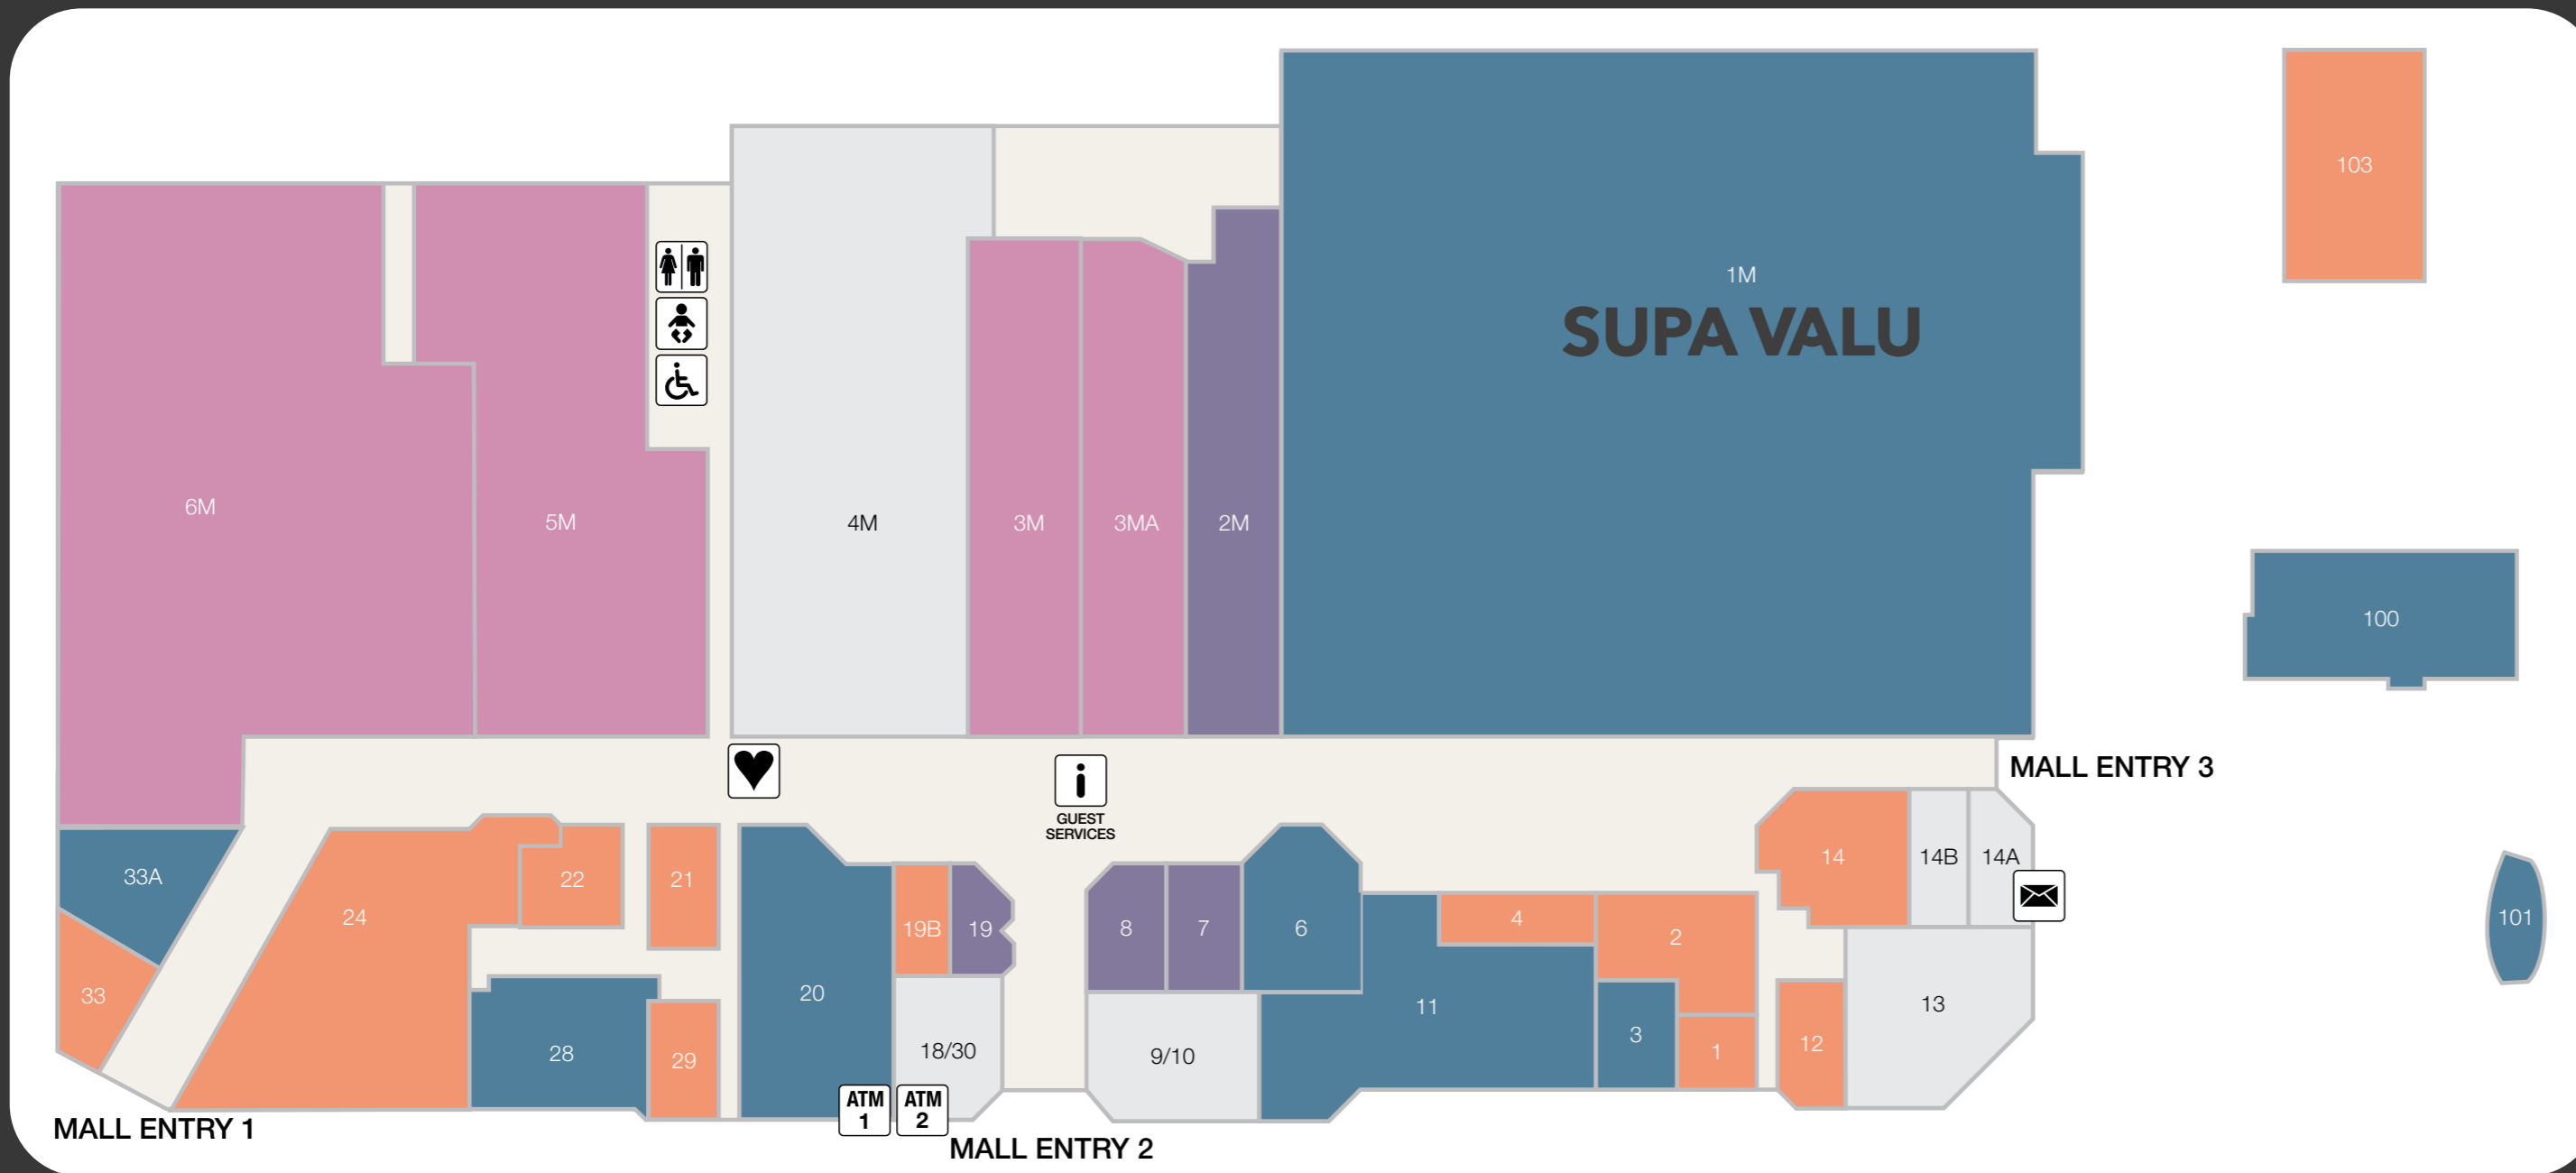 103
1M
SUPA VALU
6M
5M
4M
3M
3MA
2M
100
MALL ENTRY 3
GUEST
SERVICES
33A
24
22
21
19B
19
8
7
6
4
2
14
14B
14A
101
33
20
11
13
28
29
18/30
9/10
3
1
12
ATM
1
ATM
2
MALL ENTRY 1
MALL ENTRY 2